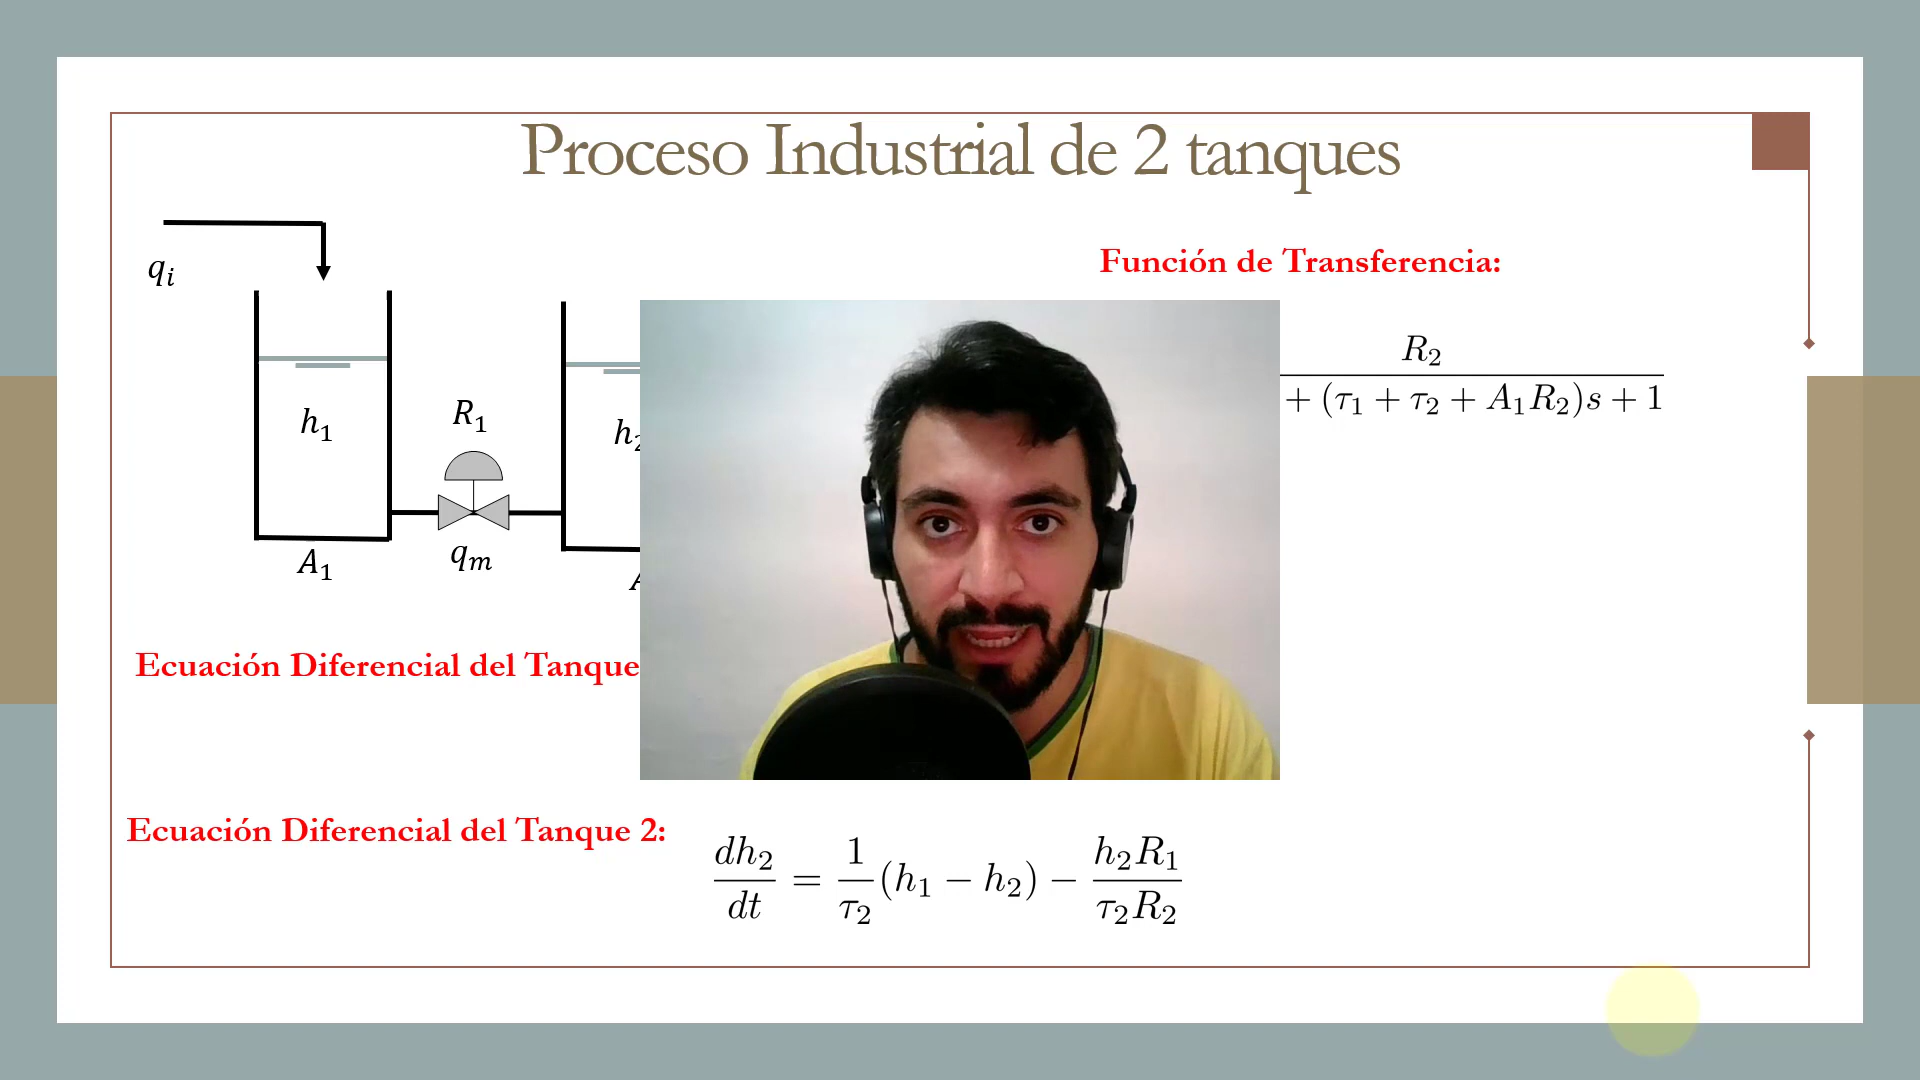 Proceso Industrial de 2 tanques
q_i
Función de Transferencia:
R_2
+ (τ_1 + τ_2 + A_1R_2)s + 1
h_1
R_1
h_2
q_m
A_1
Ecuación Diferencial del Tanque
Ecuación Diferencial del Tanque 2:
dh_2/dt = 1/τ_2 (h_1 − h_2) − h_2R_1/τ_2R_2